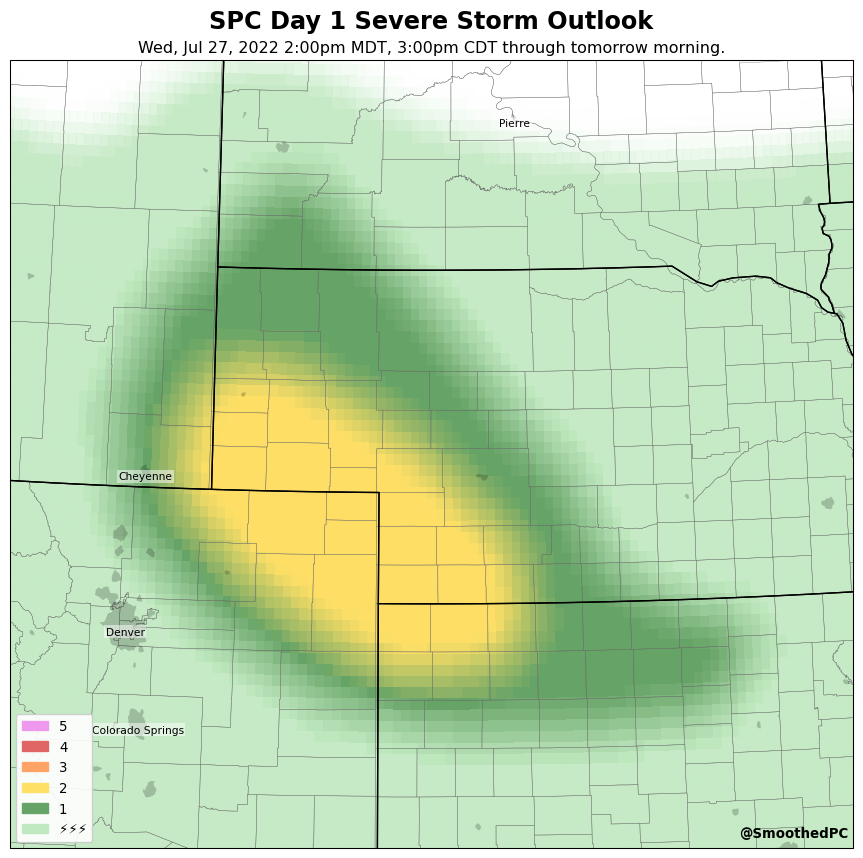 SPC Day 1 Severe Storm Outlook
Wed, Jul 27, 2022 2:00pm MDT, 3:00pm CDT through tomorrow morning.
Pierre
Cheyenne
Denver
Colorado Springs
5
4
3
2
1
⚡⚡⚡
@SmoothedPC